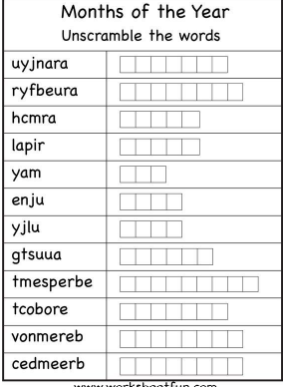 Months of the Year
Unscramble the words
uyjnara
ryfbeura
hcmra
lapir
yam
enju
yjlu
gtsuua
tmesperbe
tcobore
vonmereb
cedmeerb
www.worksheetfun.com